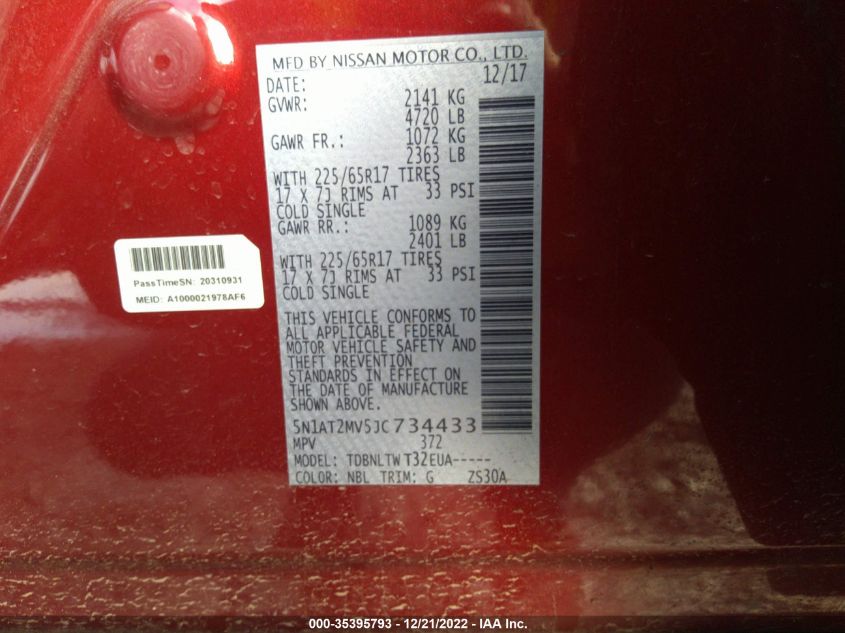 MFD BY NISSAN MOTOR CO., LTD.
DATE: 12/17
GVWR: 2141 KG
4720 LB
GAWR FR.: 1072 KG
2363 LB
WITH 225/65R17 TIRES
17 X 7J RIMS AT 33 PSI
COLD SINGLE
GAWR RR.: 1089 KG
2401 LB
WITH 225/65R17 TIRES
17 X 7J RIMS AT 33 PSI
COLD SINGLE
THIS VEHICLE CONFORMS TO
ALL APPLICABLE FEDERAL
MOTOR VEHICLE SAFETY AND
THEFT PREVENTION
STANDARDS IN EFFECT ON
THE DATE OF MANUFACTURE
SHOWN ABOVE.
5N1AT2MV5JC734433
MPV 372
MODEL: TDBNLTW T32EUA-----
COLOR: NBL TRIM: G ZS30A
PassTimeSN: 20310931
MEID: A1000021978AF6
000-35395793 - 12/21/2022 - IAA Inc.